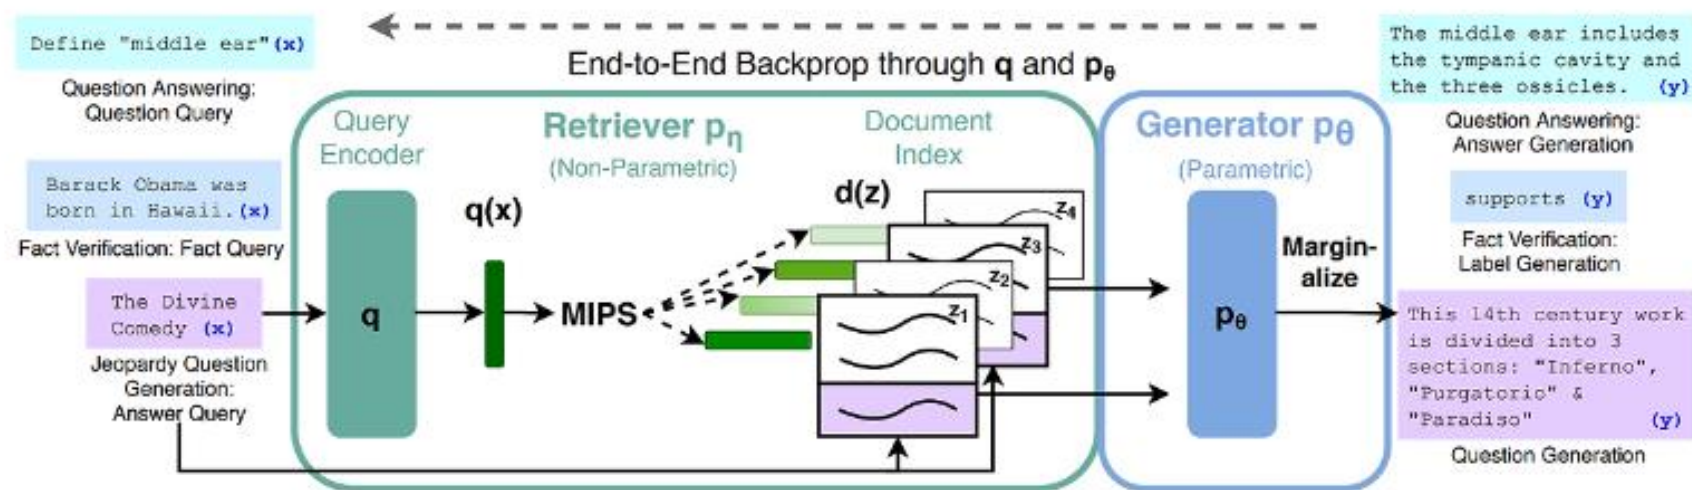 Define "middle ear"(x)
Question Answering:
Question Query
Barack Obama was
born in Hawaii.(x)
Fact Verification: Fact Query
The Divine
Comedy (x)
Jeopardy Question
Generation:
Answer Query
End-to-End Backprop through q and pθ
Query
Encoder
q
q(x)
Retriever pη
(Non-Parametric)
MIPS
Document
Index
d(z)
z4
z3
z2
z1
Generator pθ
(Parametric)
pθ
Margin-
alize
The middle ear includes
the tympanic cavity and
the three ossicles. (y)
Question Answering:
Answer Generation
supports (y)
Fact Verification:
Label Generation
This 14th century work
is divided into 3
sections: "Inferno",
"Purgatorio" &
"Paradiso" (y)
Question Generation